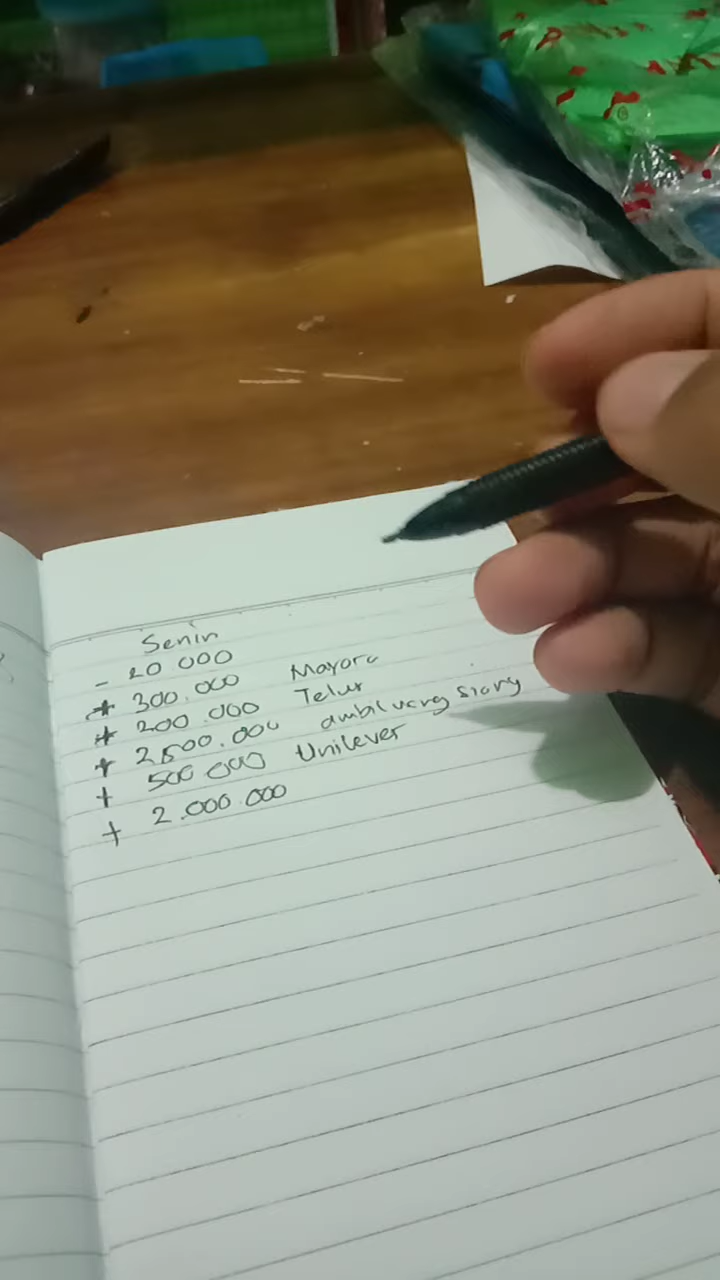 Senin
- 20 000
+ 300.000 Mayora
+ 200.000 Telur
+ 2.500.000 ambil uang siang
+ 500 000 Unilever
+ 2.000.000